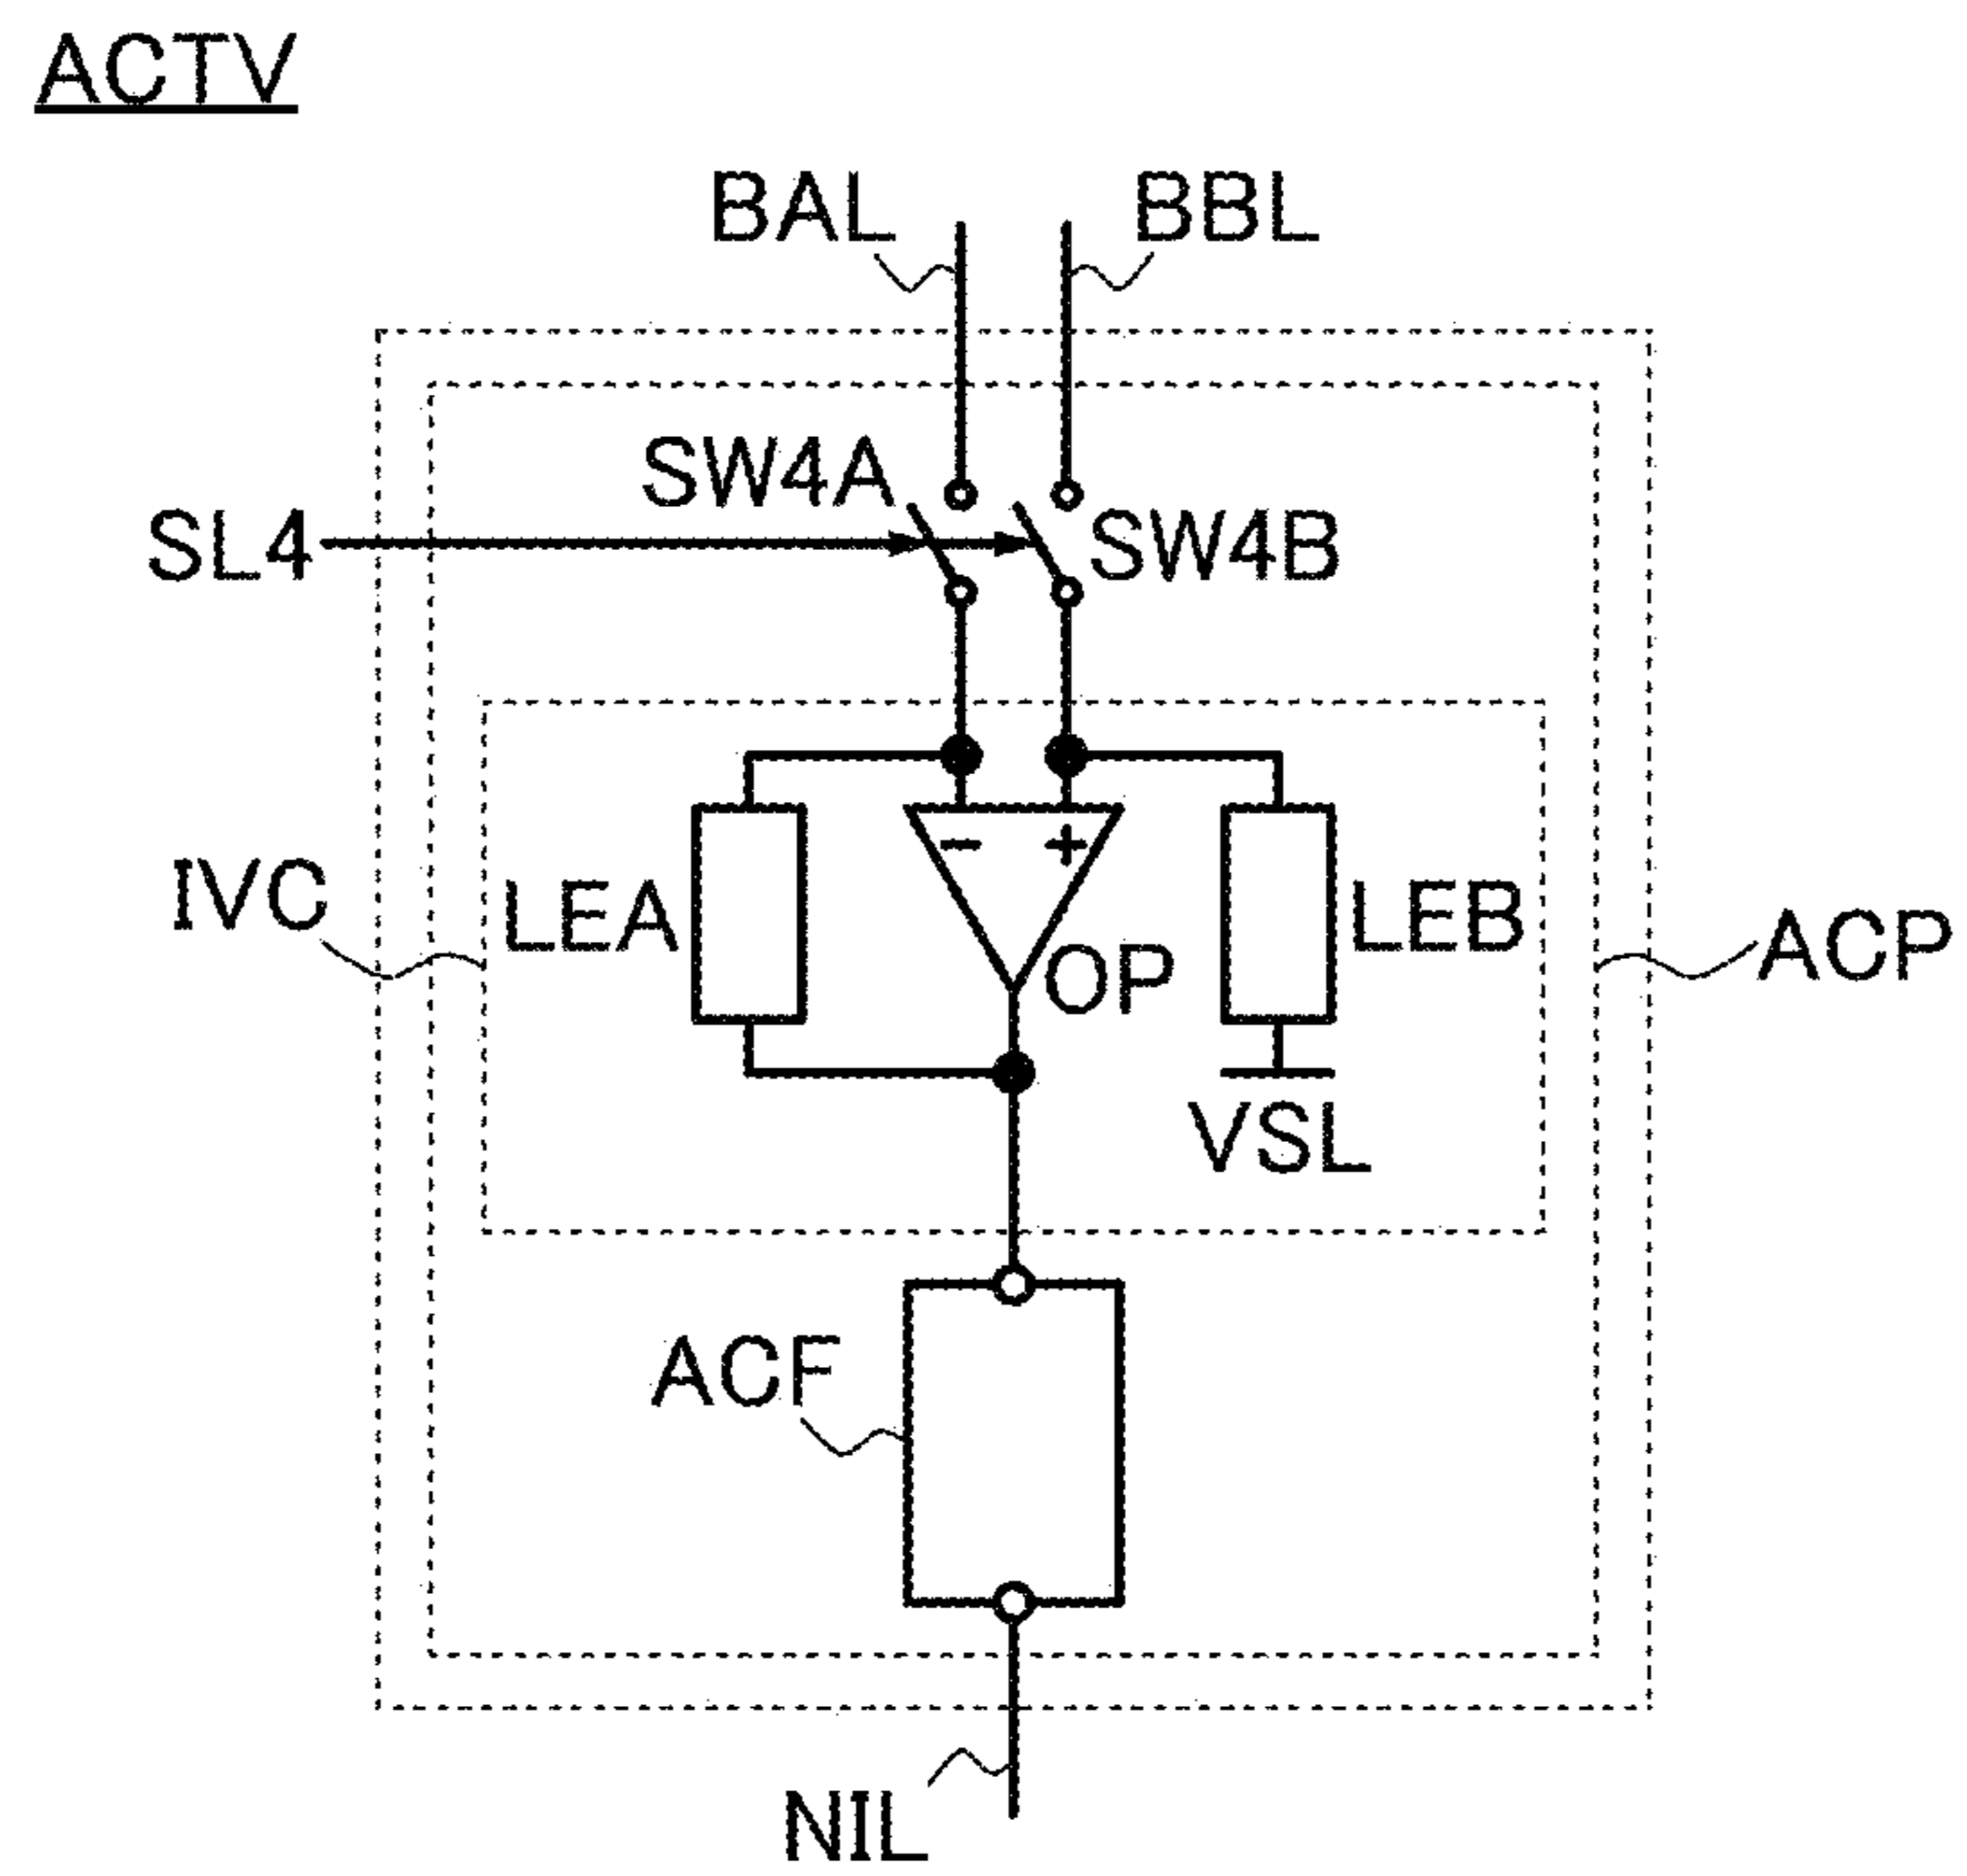 ACTV
BAL
BBL
SW4A
SL4
SW4B
IVC
LEA
- +
OP
LEB
ACP
VSL
ACF
NIL